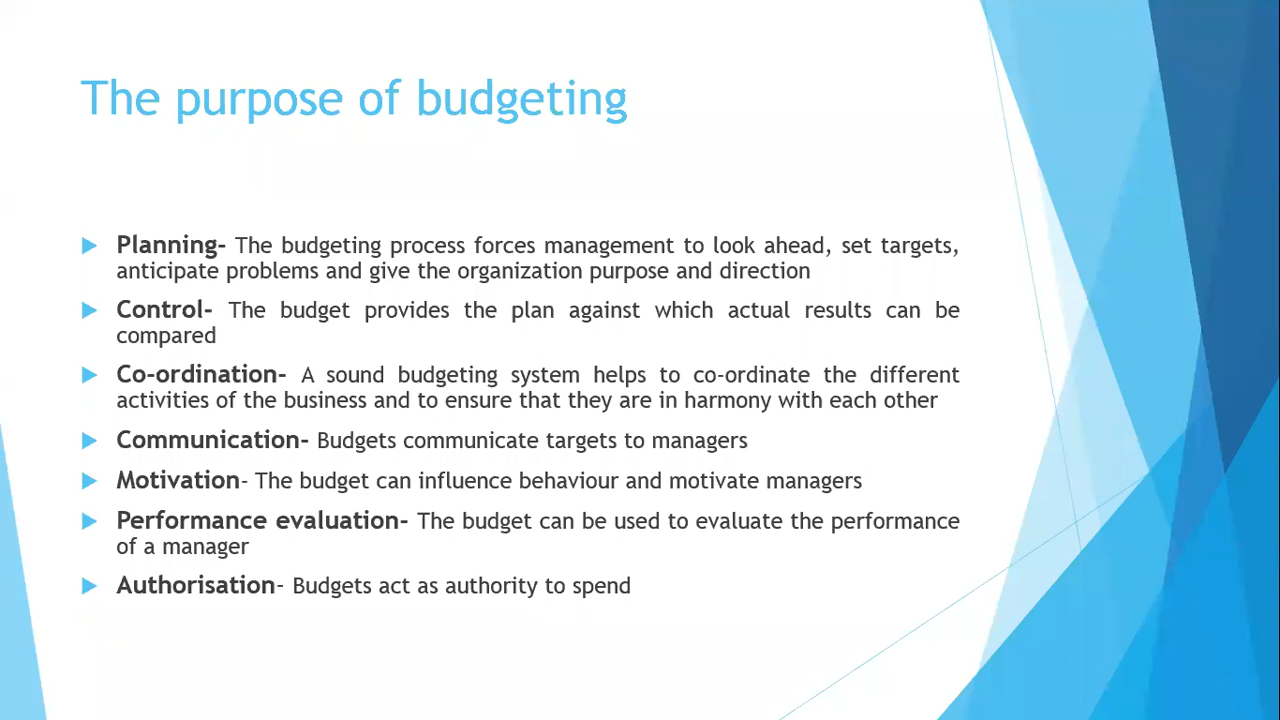 The purpose of budgeting
Planning- The budgeting process forces management to look ahead, set targets,
anticipate problems and give the organization purpose and direction
Control- The budget provides the plan against which actual results can be
compared
Co-ordination- A sound budgeting system helps to co-ordinate the different
activities of the business and to ensure that they are in harmony with each other
Communication- Budgets communicate targets to managers
Motivation- The budget can influence behaviour and motivate managers
Performance evaluation- The budget can be used to evaluate the performance
of a manager
Authorisation- Budgets act as authority to spend